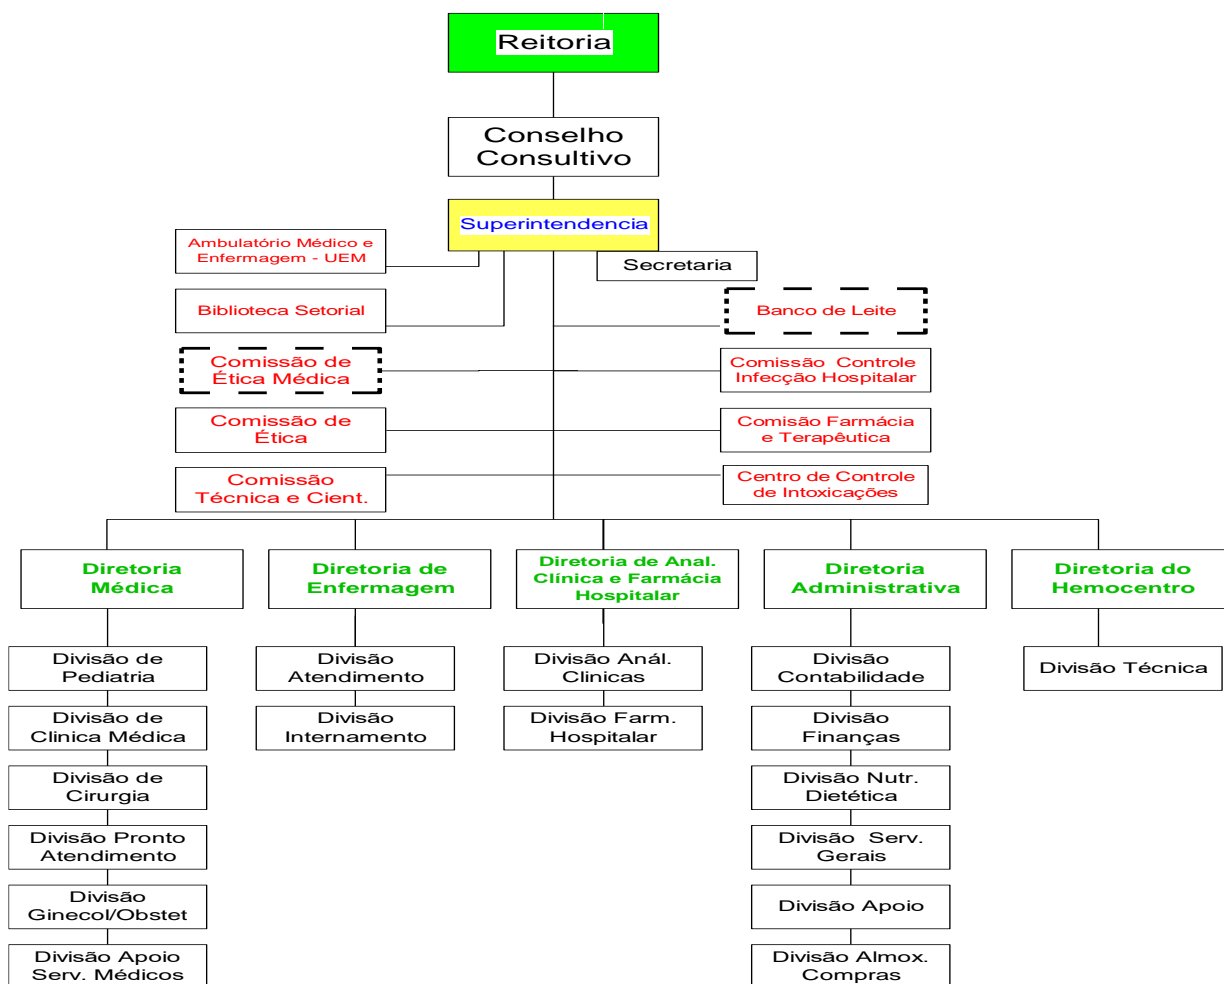 Reitoria
Conselho
Consultivo
Superintendencia
Secretaria
Ambulatório Médico e
Enfermagem - UEM
Biblioteca Setorial
Banco de Leite
Comissão de
Ética Médica
Comissão  Controle
Infecção Hospitalar
Comissão de
Ética
Comisão Farmácia
e Terapêutica
Comissão
Técnica e Cient.
Centro de Controle
de Intoxicações
Diretoria
Médica
Diretoria de
Enfermagem
Diretoria de Anal.
Clínica e Farmácia
Hospitalar
Diretoria
Administrativa
Diretoria do
Hemocentro
Divisão de
Pediatria
Divisão
Atendimento
Divisão Anál.
Clinicas
Divisão
Contabilidade
Divisão Técnica
Divisão de
Clinica Médica
Divisão
Internamento
Divisão Farm.
Hospitalar
Divisão
Finanças
Divisão de
Cirurgia
Divisão Nutr.
Dietética
Divisão Pronto
Atendimento
Divisão  Serv.
Gerais
Divisão
Ginecol/Obstet
Divisão Apoio
Divisão Apoio
Serv. Médicos
Divisão Almox.
Compras